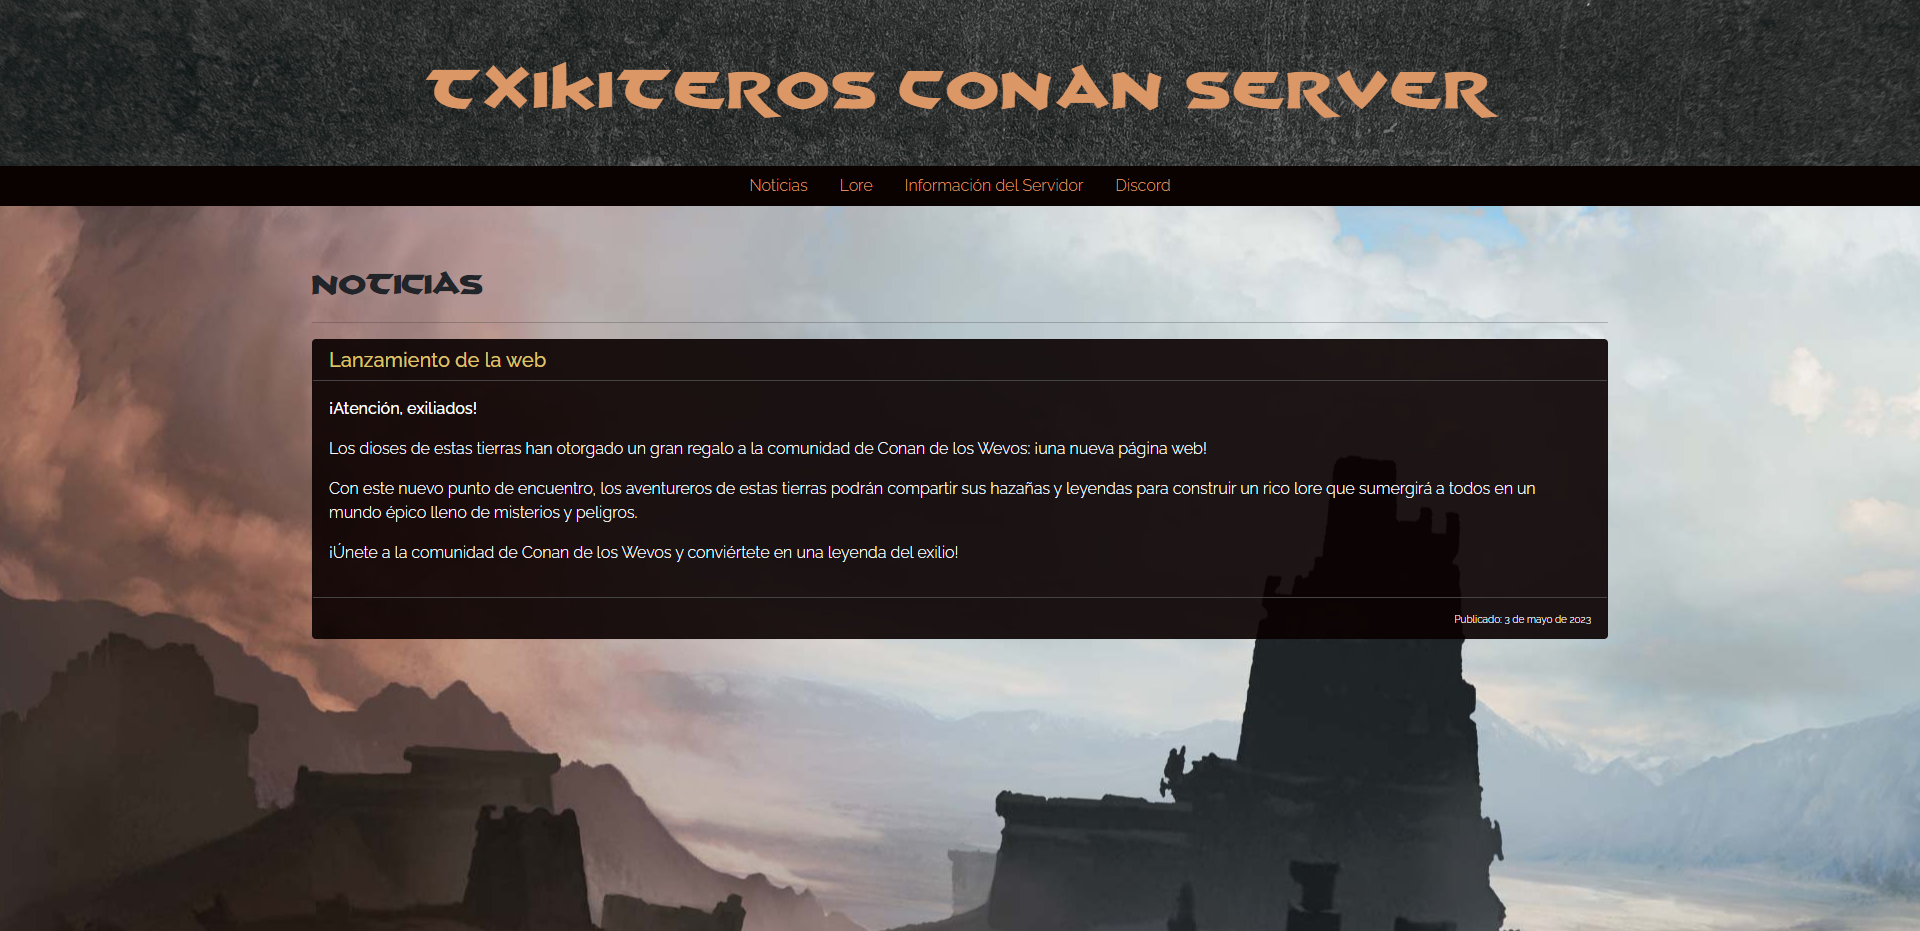 TXIKITEROS CONAN SERVER
Noticias Lore Información del Servidor Discord
NOTICIAS
Lanzamiento de la web
¡Atención, exiliados!
Los dioses de estas tierras han otorgado un gran regalo a la comunidad de Conan de los Wevos: ¡una nueva página web!
Con este nuevo punto de encuentro, los aventureros de estas tierras podrán compartir sus hazañas y leyendas para construir un rico lore que sumergirá a todos en un
mundo épico lleno de misterios y peligros.
¡Únete a la comunidad de Conan de los Wevos y conviértete en una leyenda del exilio!
Publicado: 3 de mayo de 2023